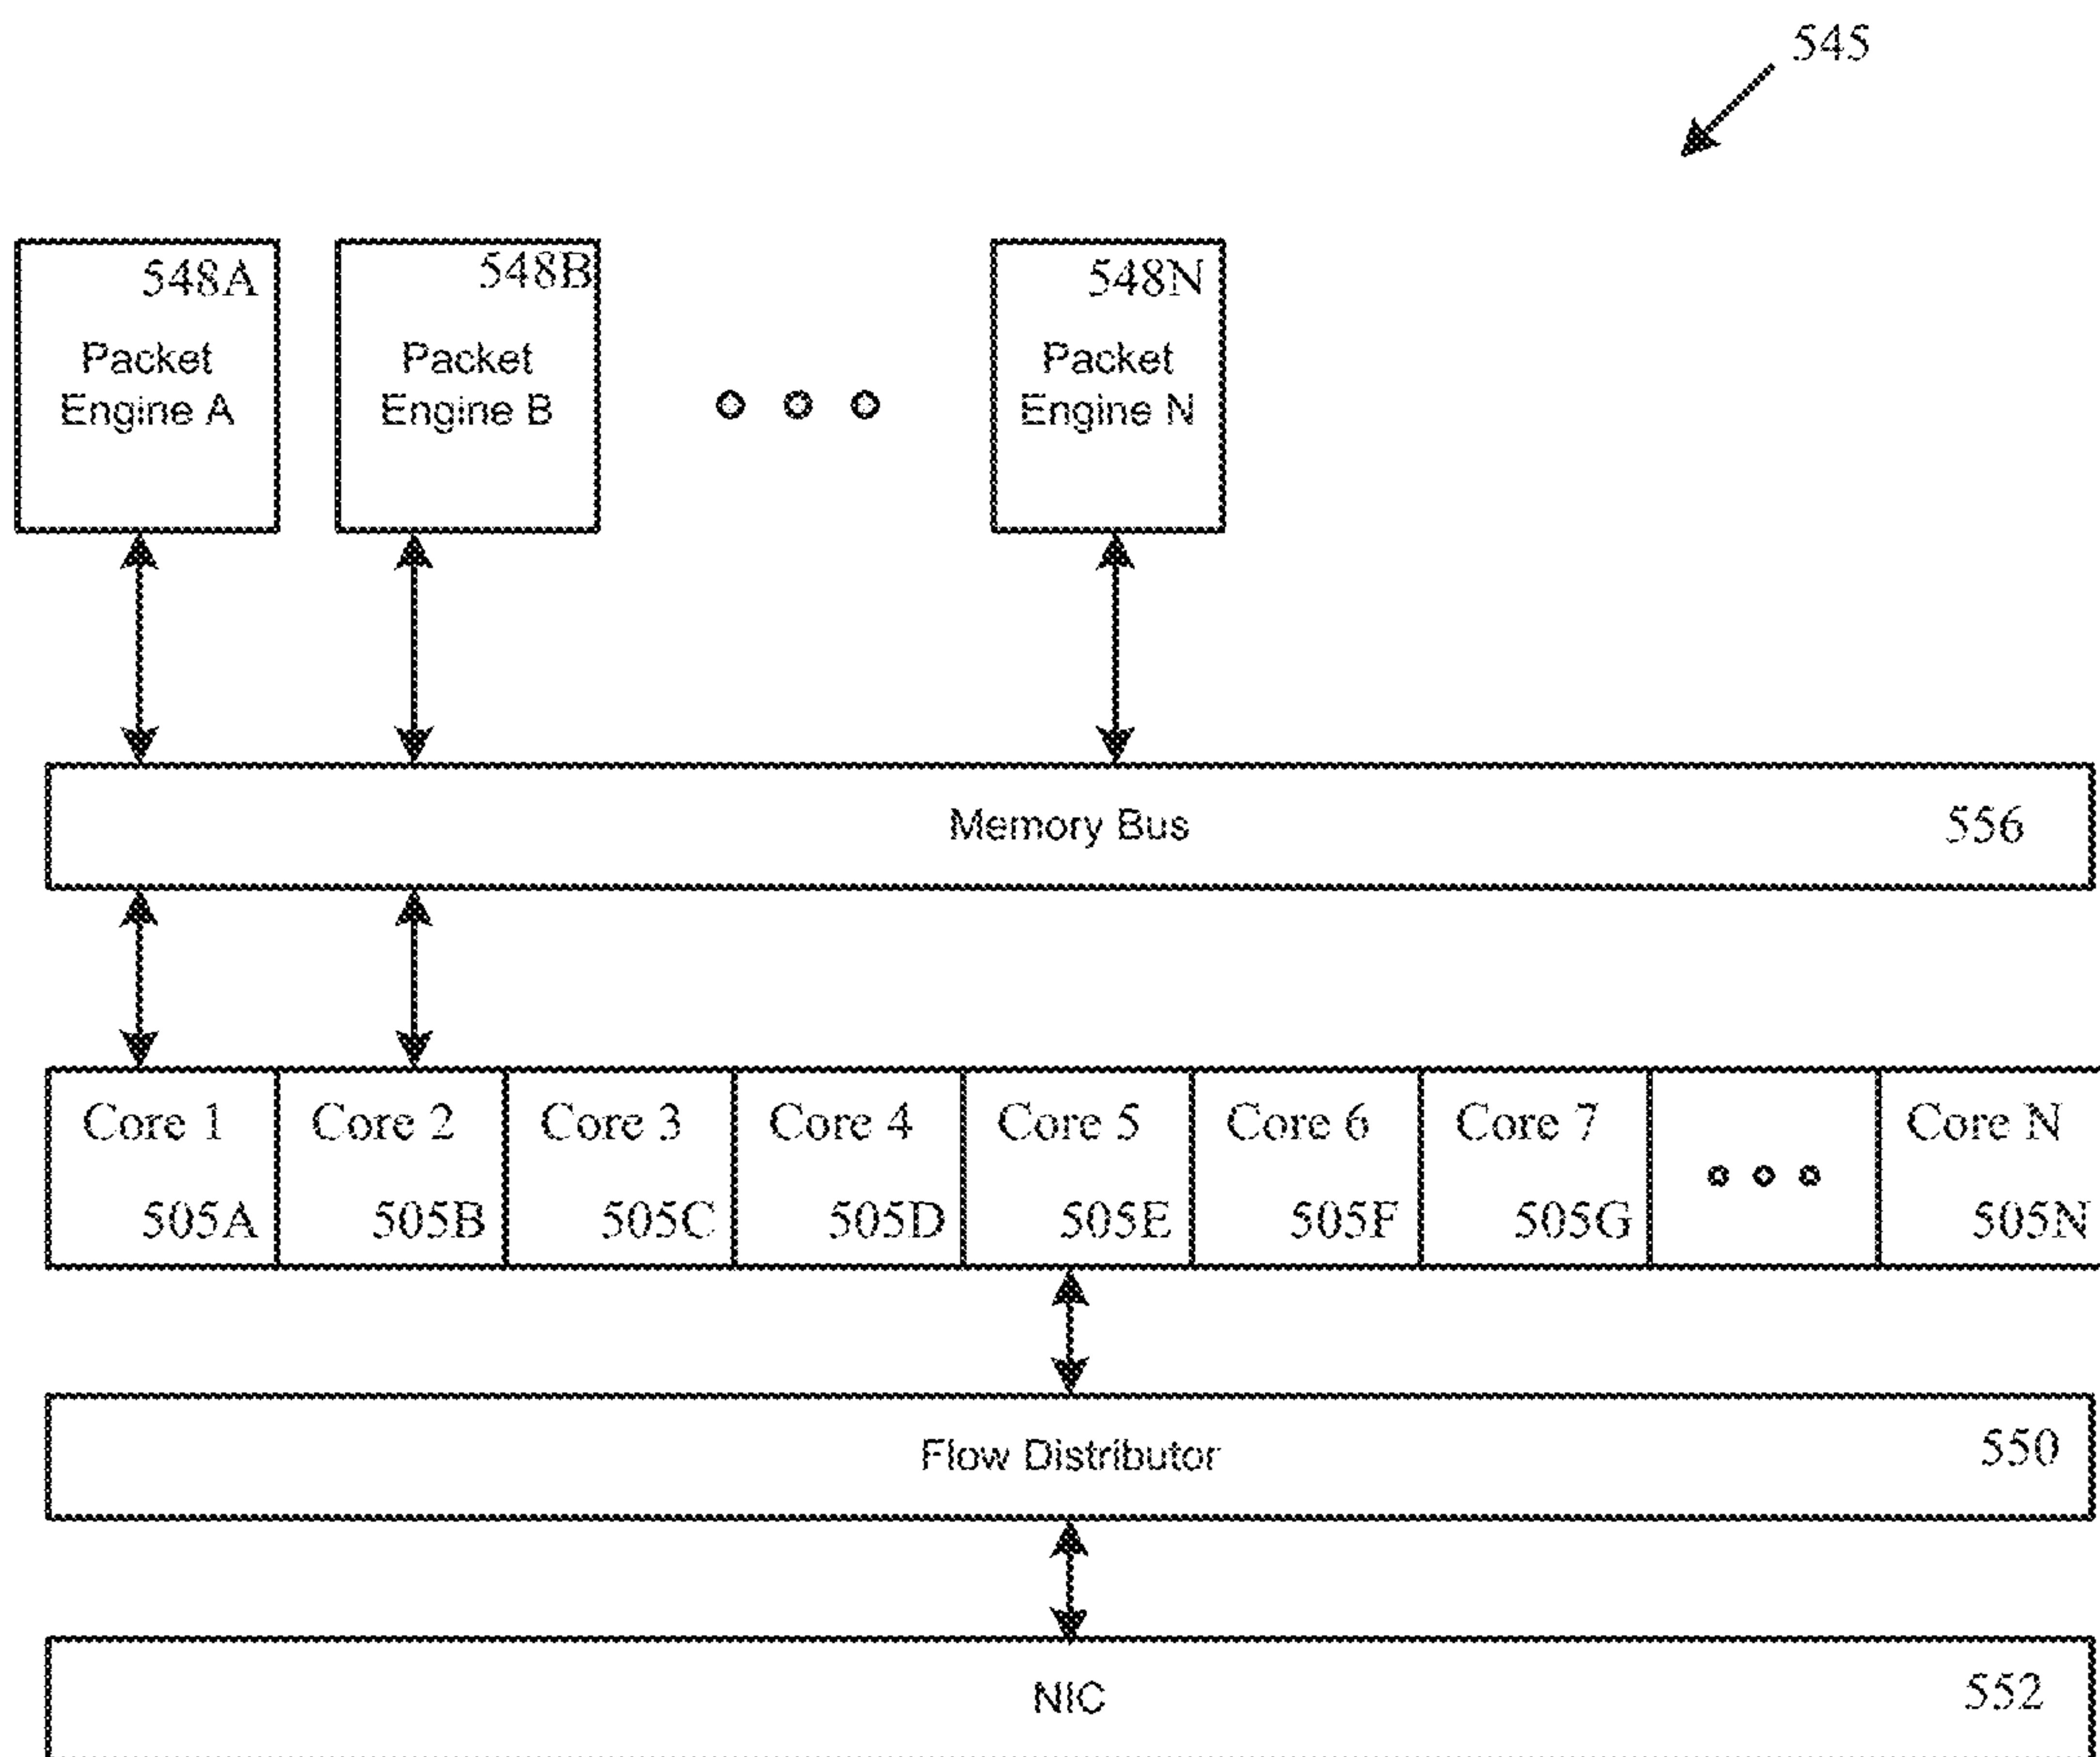 545
548A
Packet
Engine A
548B
Packet
Engine B
548N
Packet
Engine N
Memory Bus 556
Core 1 Core 2 Core 3 Core 4 Core 5 Core 6 Core 7 Core N
505A 505B 505C 505D 505E 505F 505G 505N
Flow Distributor 550
NIC 552